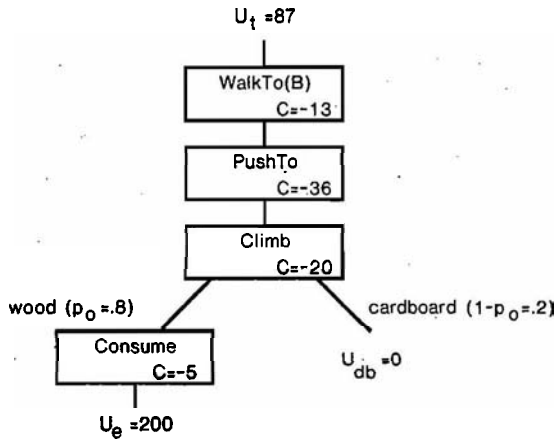 U_t =87
WalkTo(B)
C=-13
PushTo
C=-36
Climb
C=-20
wood (p_o =.8)
cardboard (1-p_o =.2)
Consume
C=-5
U_db =0
U_e =200